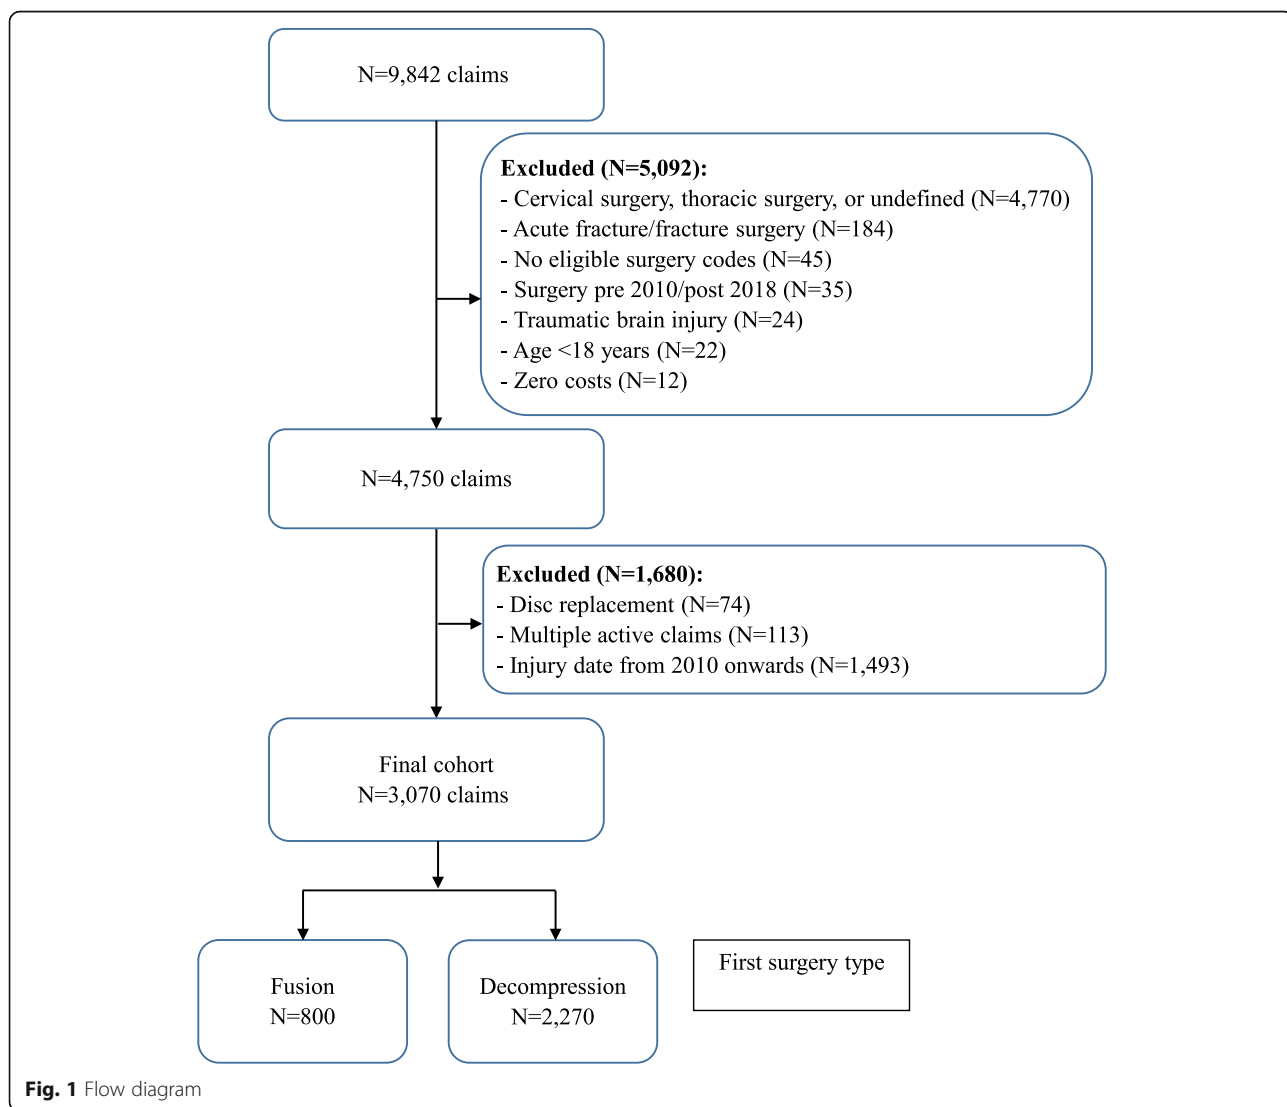 N=9,842 claims
Excluded (N=5,092):
- Cervical surgery, thoracic surgery, or undefined (N=4,770)
- Acute fracture/fracture surgery (N=184)
- No eligible surgery codes (N=45)
- Surgery pre 2010/post 2018 (N=35)
- Traumatic brain injury (N=24)
- Age <18 years (N=22)
- Zero costs (N=12)
N=4,750 claims
Excluded (N=1,680):
- Disc replacement (N=74)
- Multiple active claims (N=113)
- Injury date from 2010 onwards (N=1,493)
Final cohort
N=3,070 claims
Fusion
N=800
Decompression
N=2,270
First surgery type
Fig. 1 Flow diagram